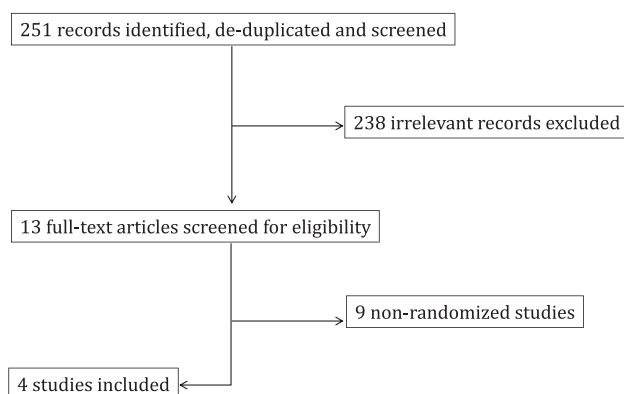 251 records identified, de-duplicated and screened
238 irrelevant records excluded
13 full-text articles screened for eligibility
9 non-randomized studies
4 studies included